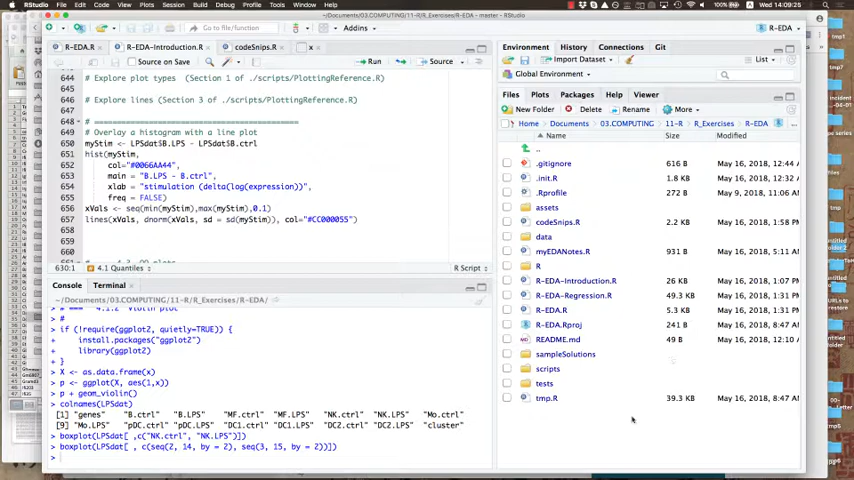 RStudio File Edit Code View Plots Session Build Debug Profile Tools Window Help
100% Wed 16 May 14:09:25
~/Documents/03.COMPUTING/11-R/R_Exercises/R-EDA - master - RStudio
Go to file/function
Addins
R-EDA
R-EDA.R
R-EDA-Introduction.R
codeSnips.R
Source on Save
Run
Source
644 # Explore plot types (Section 1 of ./scripts/PlottingReference.R)
646 # Explore lines (Section 3 of ./scripts/PlottingReference.R)
647
648 # ==================================================
649 # Overlay a histogram with a line plot
650 myStim <- LPSdat$B.LPS - LPSdat$B.ctrl
651 hist(myStim,
652 col="#0066AA44",
653 main = "B.LPS - B.ctrl",
654 xlab = "stimulation (delta(log(expression))",
655 freq = FALSE)
656 xVals <- seq(min(myStim),max(myStim),0.1)
657 lines(xVals, dnorm(xVals, sd = sd(myStim)), col="#CC000055")
658
659
660
630:1
4.1 Quantiles
R Script
Console
Terminal
~/Documents/03.COMPUTING/11-R/R_Exercises/R-EDA/
> #
> if (!require(ggplot2, quietly=TRUE)) {
+ install.packages("ggplot2")
+ library(ggplot2)
+ }
> X <- as.data.frame(x)
> p <- ggplot(X, aes(1,x))
> p + geom_violin()
> colnames(LPSdat)
[1] "genes" "B.ctrl" "B.LPS" "MF.ctrl" "MF.LPS" "NK.ctrl" "NK.LPS" "Mo.ctrl"
[9] "Mo.LPS" "pDC.ctrl" "pDC.LPS" "DC1.ctrl" "DC1.LPS" "DC2.ctrl" "DC2.LPS" "cluster"
> boxplot(LPSdat[ ,c("NK.ctrl", "NK.LPS")])
> boxplot(LPSdat[ , c(seq(2, 14, by = 2), seq(3, 15, by = 2))])
>
Environment History Connections Git
Import Dataset
List
Global Environment
Files Plots Packages Help Viewer
New Folder Delete Rename More
Home Documents 03.COMPUTING 11-R R_Exercises R-EDA ...
Name Size Modified
..
.gitignore 616 B May 16, 2018, 12:44
.init.R 1.8 KB May 16, 2018, 12:32
.Rprofile 272 B May 9, 2018, 12:36
assets
codeSnips.R 2.2 KB May 16, 2018, 1:58 P
data
myEDANotes.R 931 B May 16, 2018, 5:11
R
R-EDA-Introduction.R 26 KB May 16, 2018, 1:07
R-EDA-Regression.R 49.3 KB May 16, 2018, 1:31
R-EDA.R 5.3 KB May 16, 2018, 1:31
R-EDA.Rproj 241 B May 16, 2018, 8:47
README.md 49 B May 16, 2018, 12:10
sampleSolutions
scripts
tests
tmp.R 39.3 KB May 16, 2018, 8:47